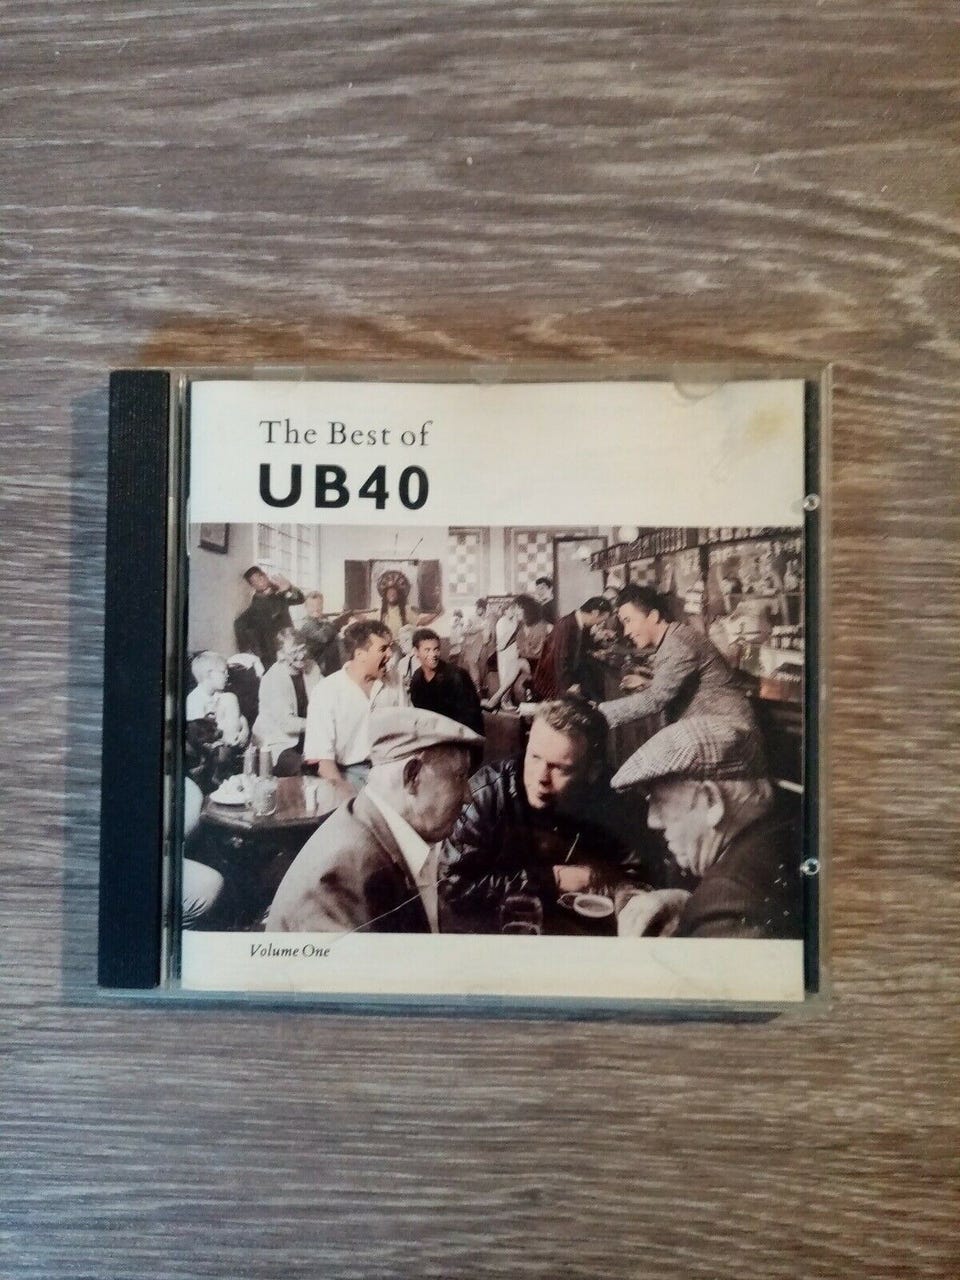 The Best of
UB40
Volume One